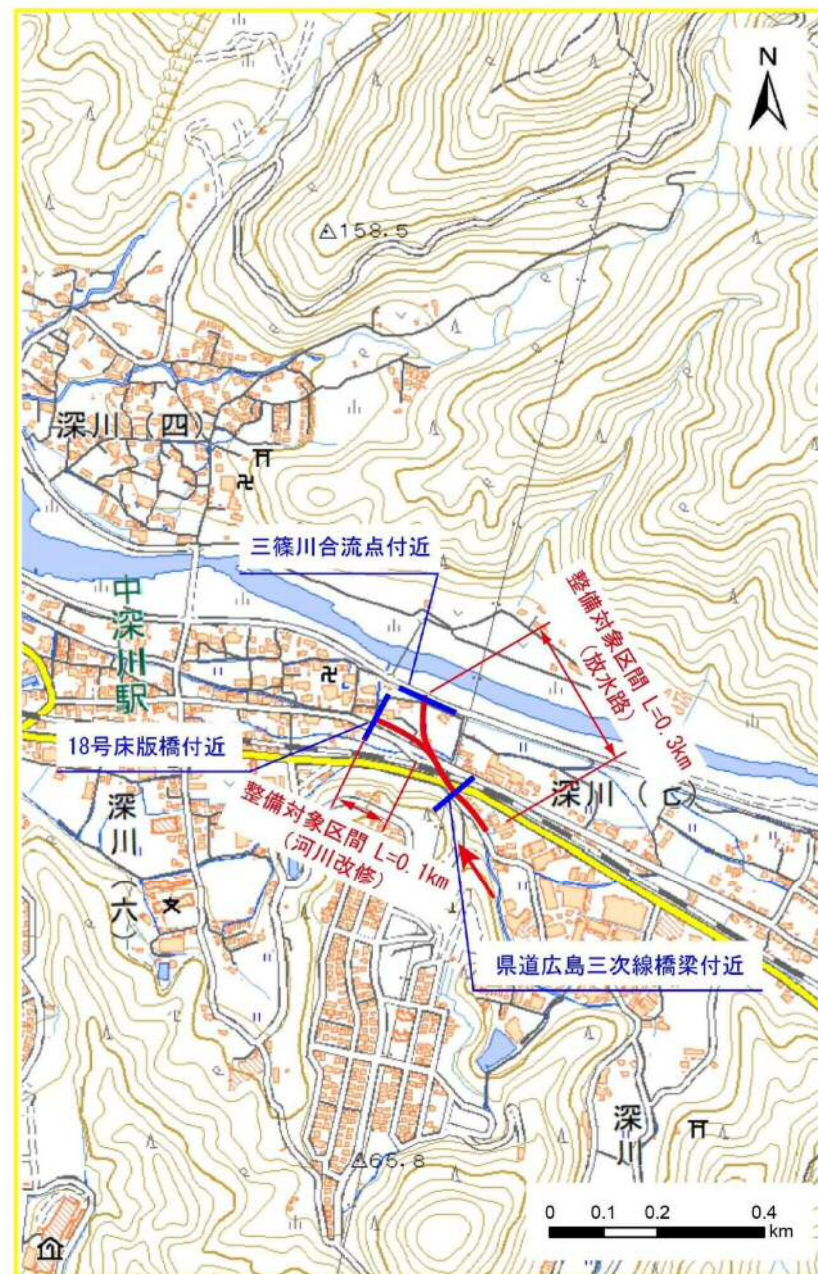 N
158.5
深川（四）
三篠川合流点付近
整備対象区間 L=0.3km
（放水路）
中深川駅
18号床版橋付近
深川（七）
整備対象区間 L=0.1km
（河川改修）
深川（六）
県道広島三次線橋梁付近
深川
65.8
0 0.1 0.2 0.4
km